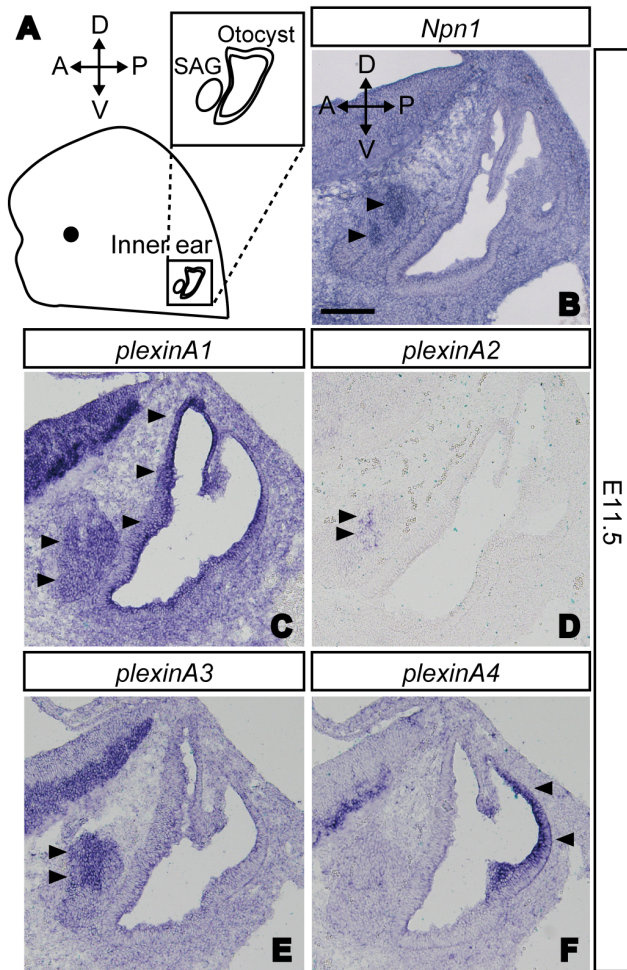 A
D
A P
V
Otocyst
SAG
Inner ear
Npn1
D
A P
V
B
plexinA1
C
plexinA2
D
plexinA3
E
plexinA4
F
E11.5